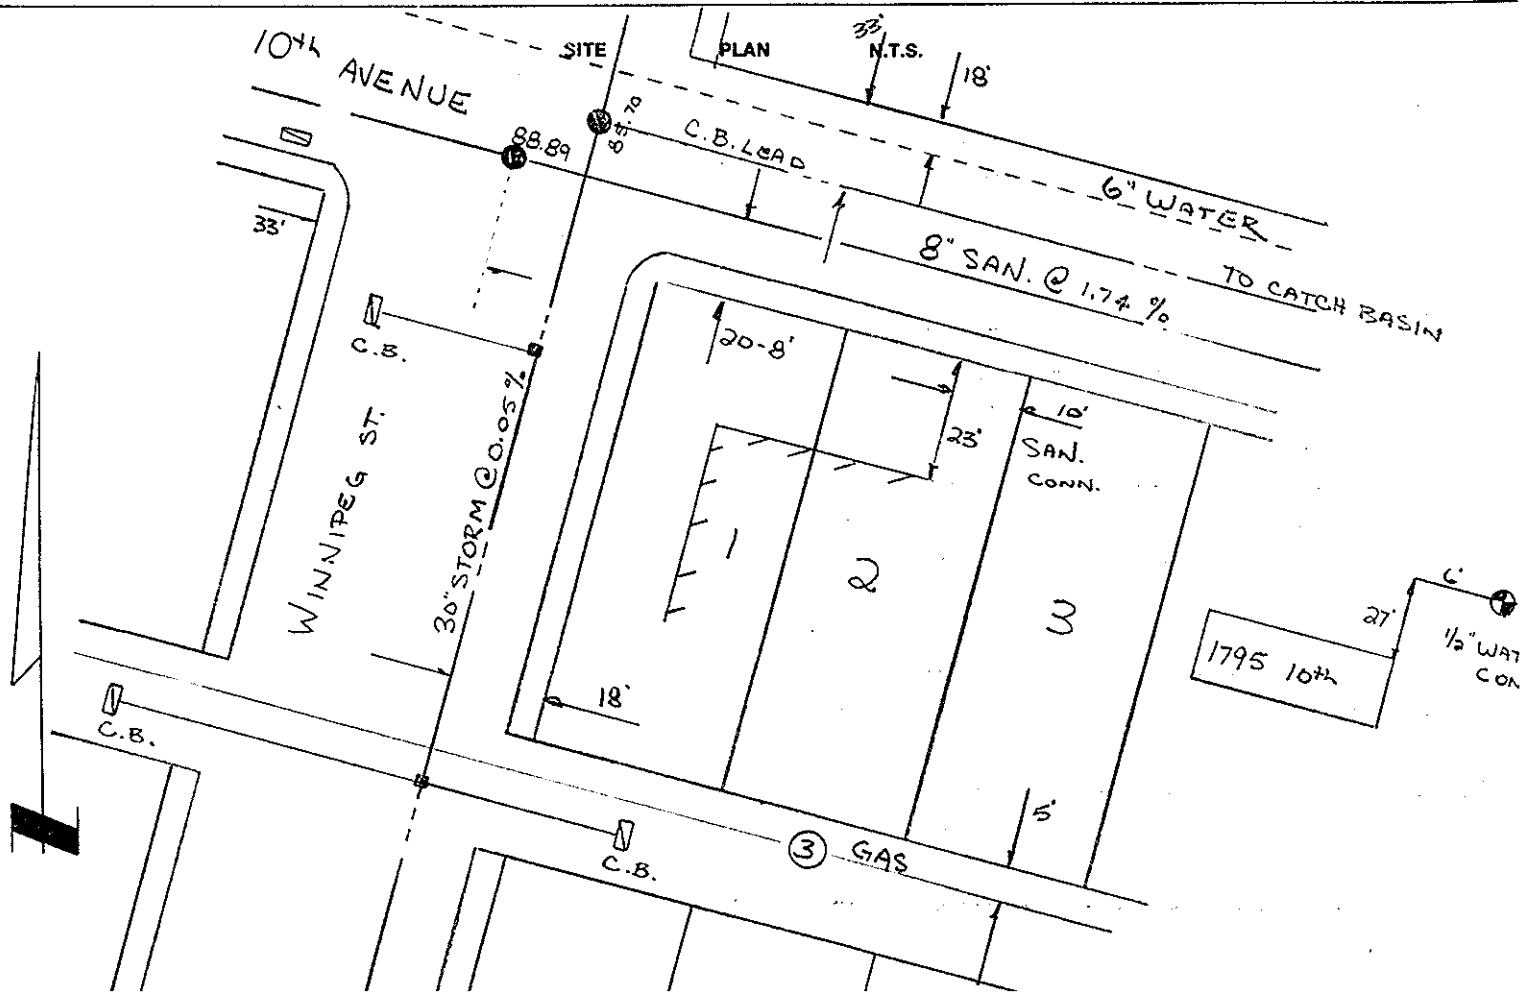 SITE PLAN N.T.S.
10th AVENUE
33'
18'
88.89
C.B. LEAD
6" WATER
8" SAN. @ 1.74 %
TO CATCH BASIN
33'
C.B.
20-8'
23'
10'
SAN.
CONN.
WINNIPEG ST.
30" STORM @ 0.05 %
1
2
3
6'
27'
1/2" WAT
CON
1795 10th
18'
C.B.
C.B.
5'
3 GAS